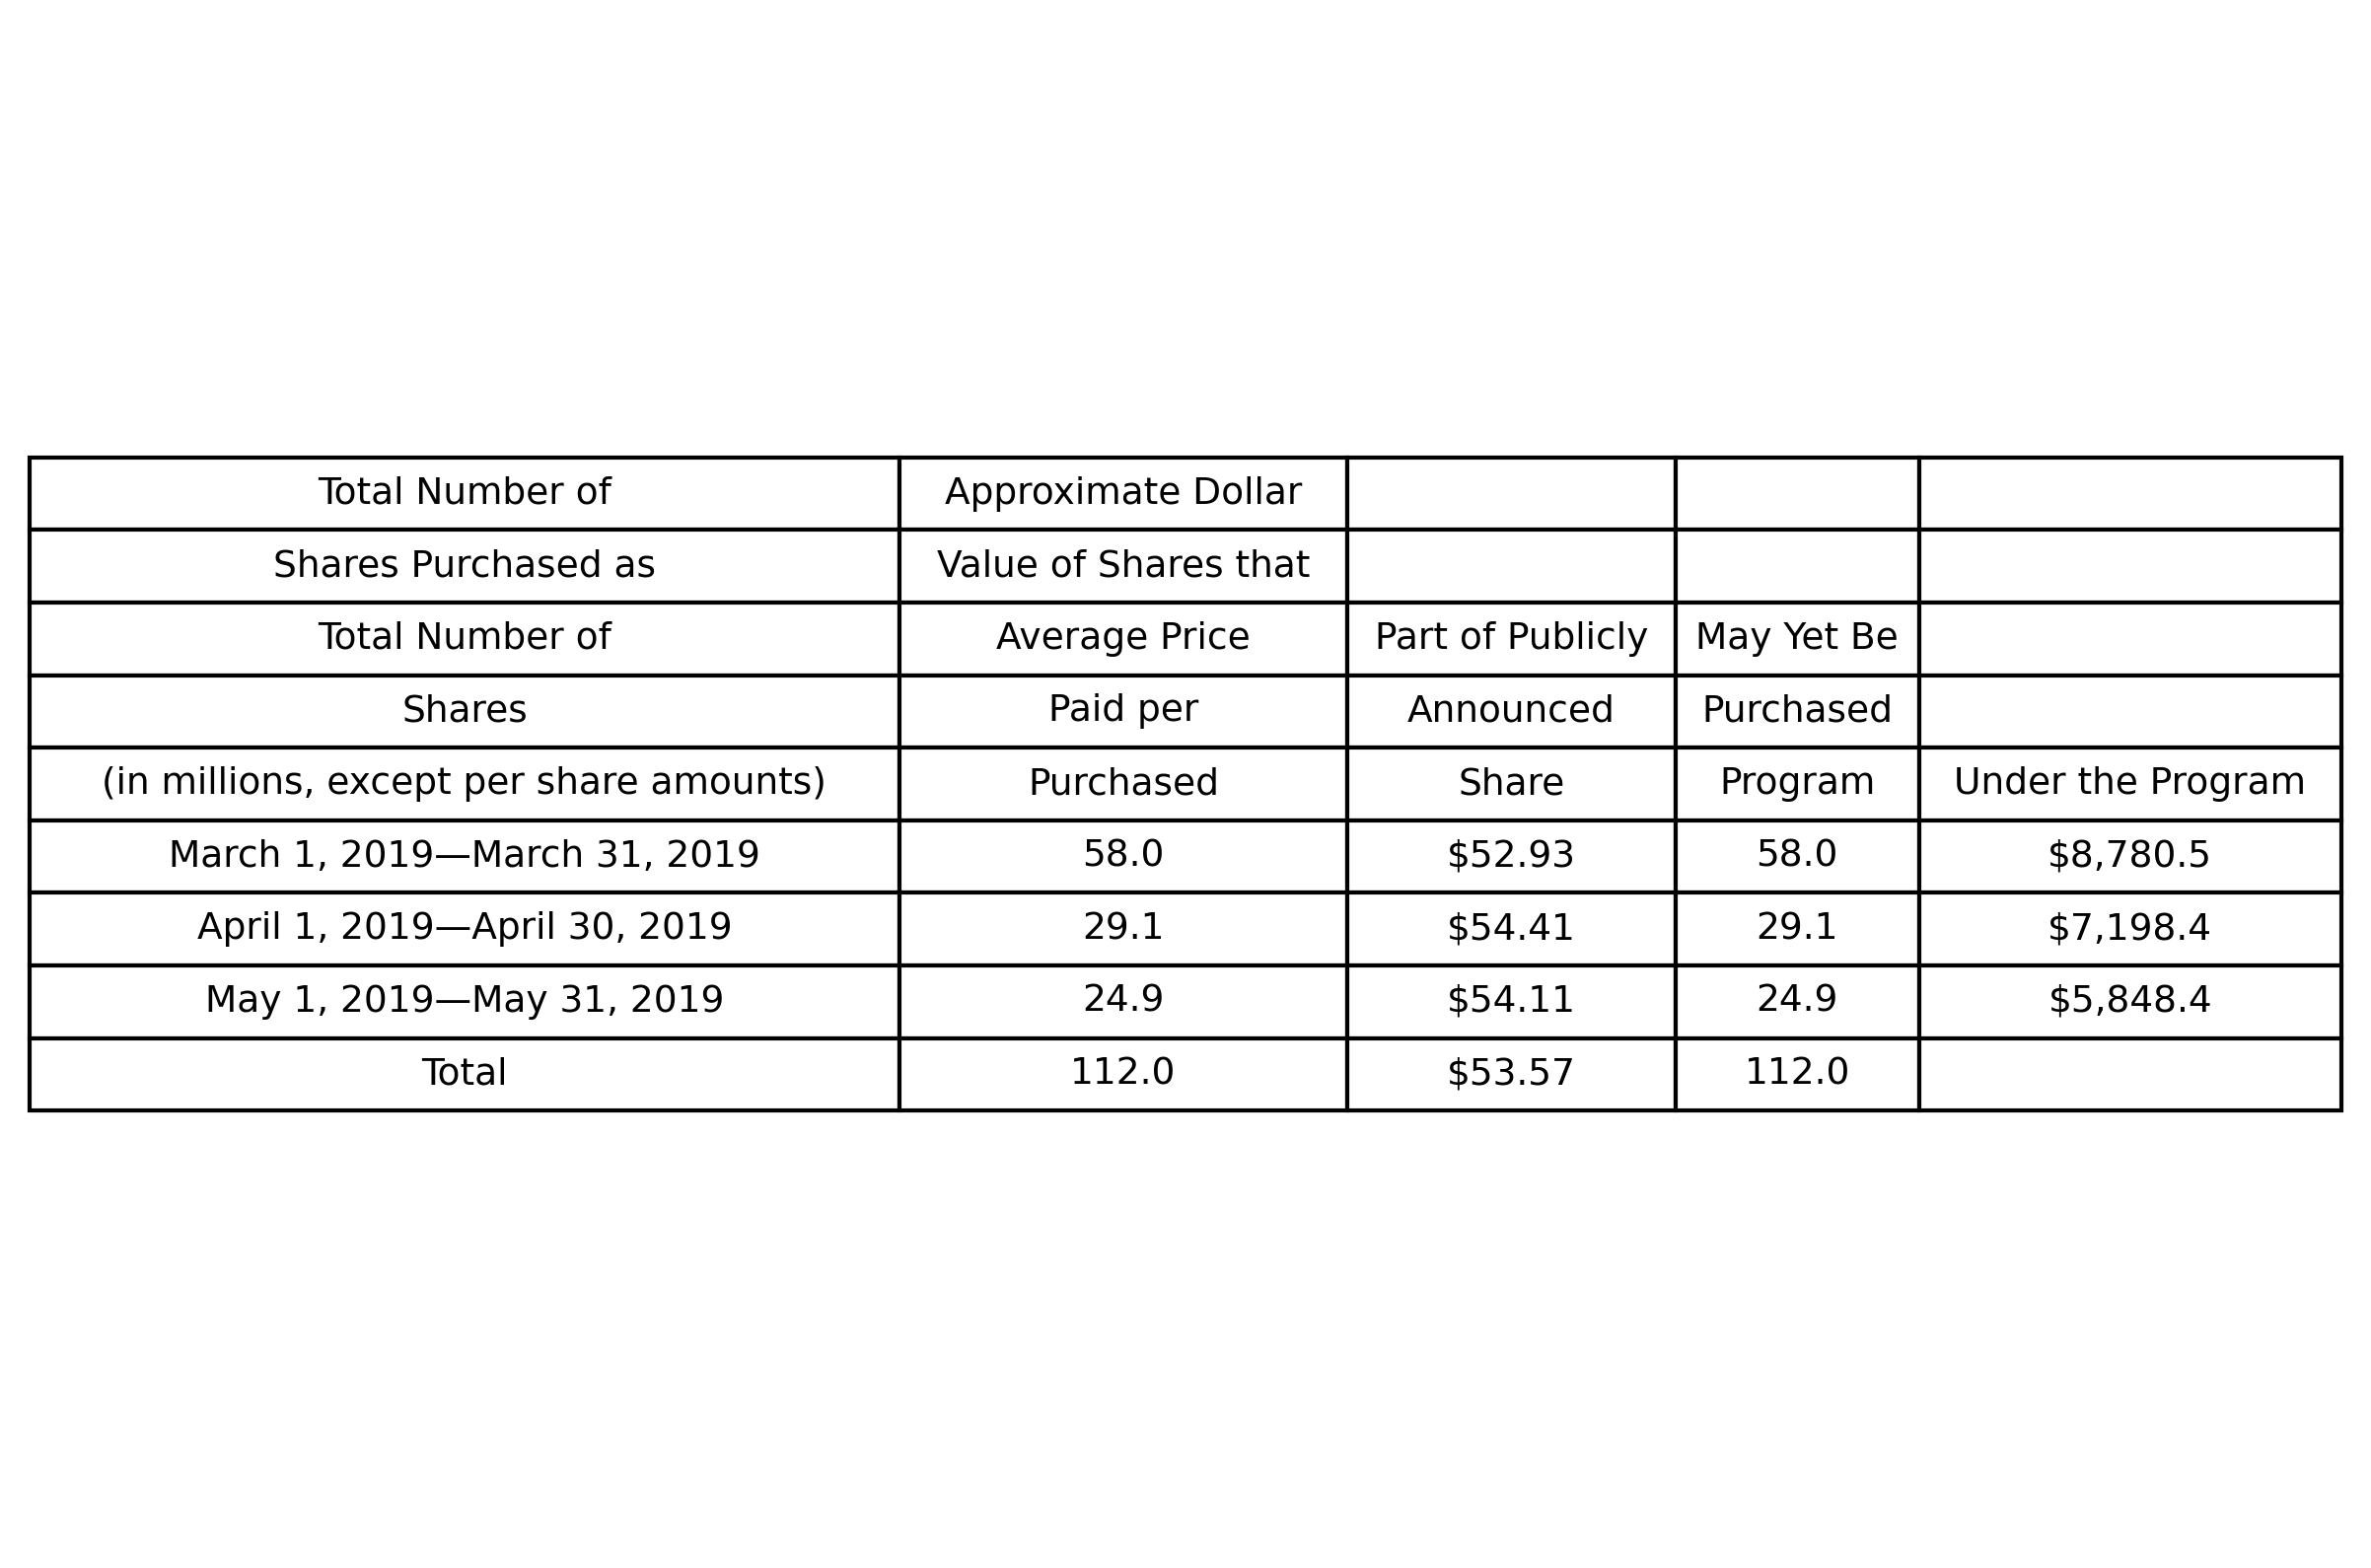 Total Number of Approximate Dollar
Shares Purchased as Value of Shares that
Total Number of Average Price Part of Publicly May Yet Be
Shares Paid per Announced Purchased
(in millions, except per share amounts) Purchased Share Program Under the Program
March 1, 2019—March 31, 2019 58.0 $52.93 58.0 $8,780.5
April 1, 2019—April 30, 2019 29.1 $54.41 29.1 $7,198.4
May 1, 2019—May 31, 2019 24.9 $54.11 24.9 $5,848.4
Total 112.0 $53.57 112.0